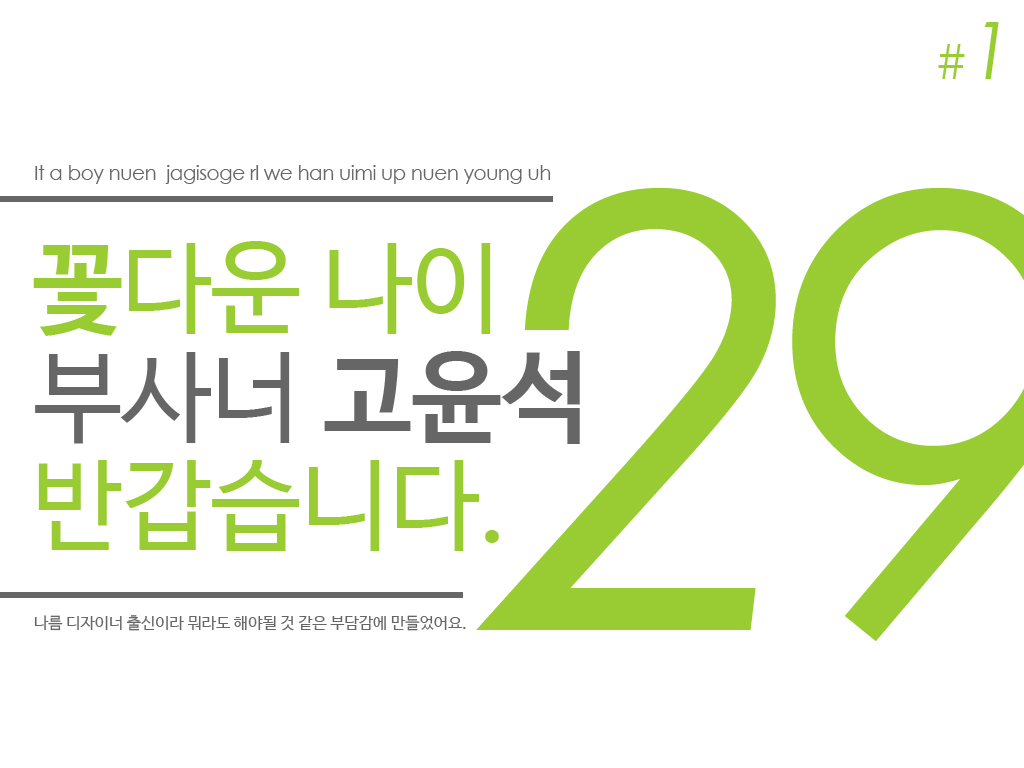 # 1
It a boy nuen jagisoge rl we han uimi up nuen young uh
꽃다운 나이
29
부사너 고윤석
반갑습니다.
나름 디자이너 출신이라 뭐라도 해야될 것 같은 부담감에 만들었어요.